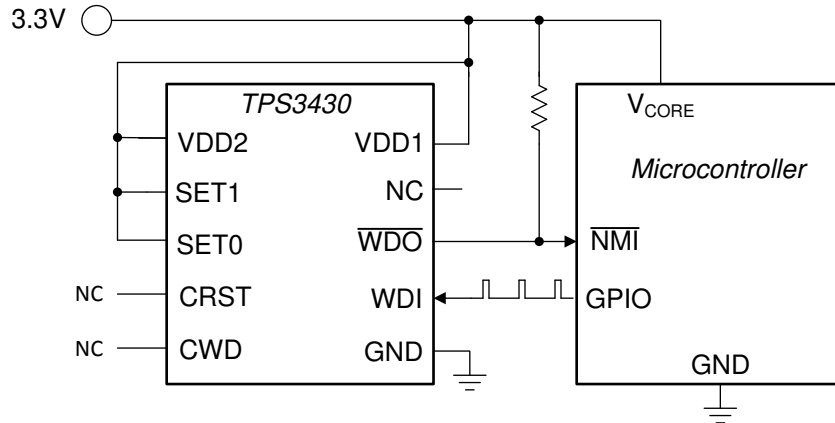 3.3V
TPS3430
VDD2
VDD1
SET1
NC
SET0
WDO
NC
CRST
WDI
NC
CWD
GND
VCORE
Microcontroller
NMI
GPIO
GND